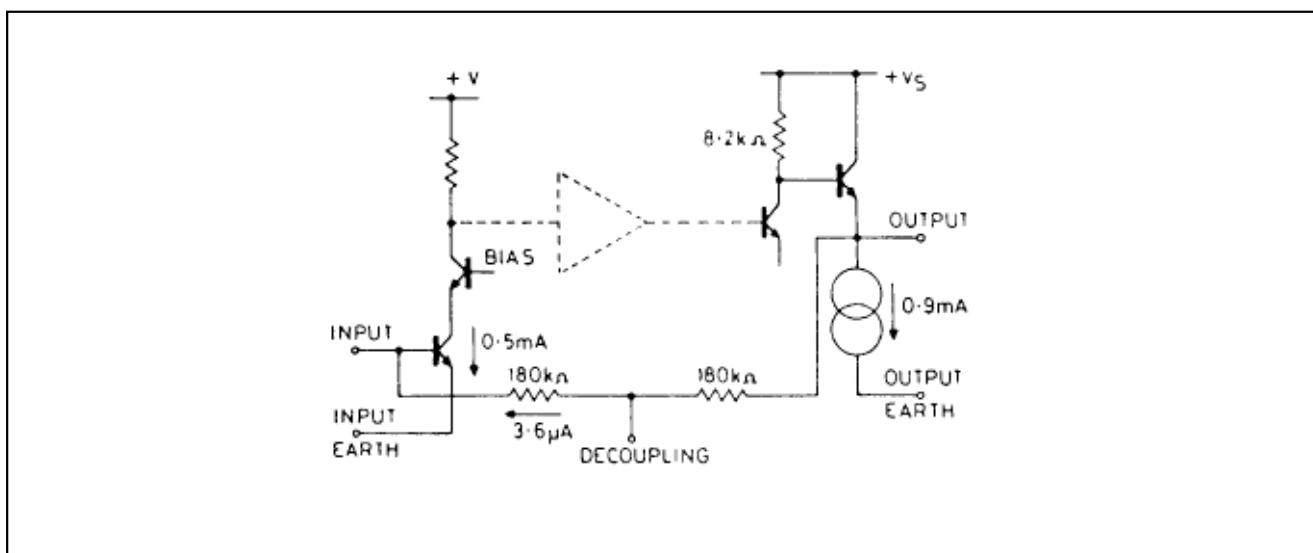 + V
+ VS
8·2kΩ
OUTPUT
BIAS
0·9mA
INPUT
0·5mA
180kΩ
180kΩ
OUTPUT
EARTH
INPUT
EARTH
3·6µA
DECOUPLING